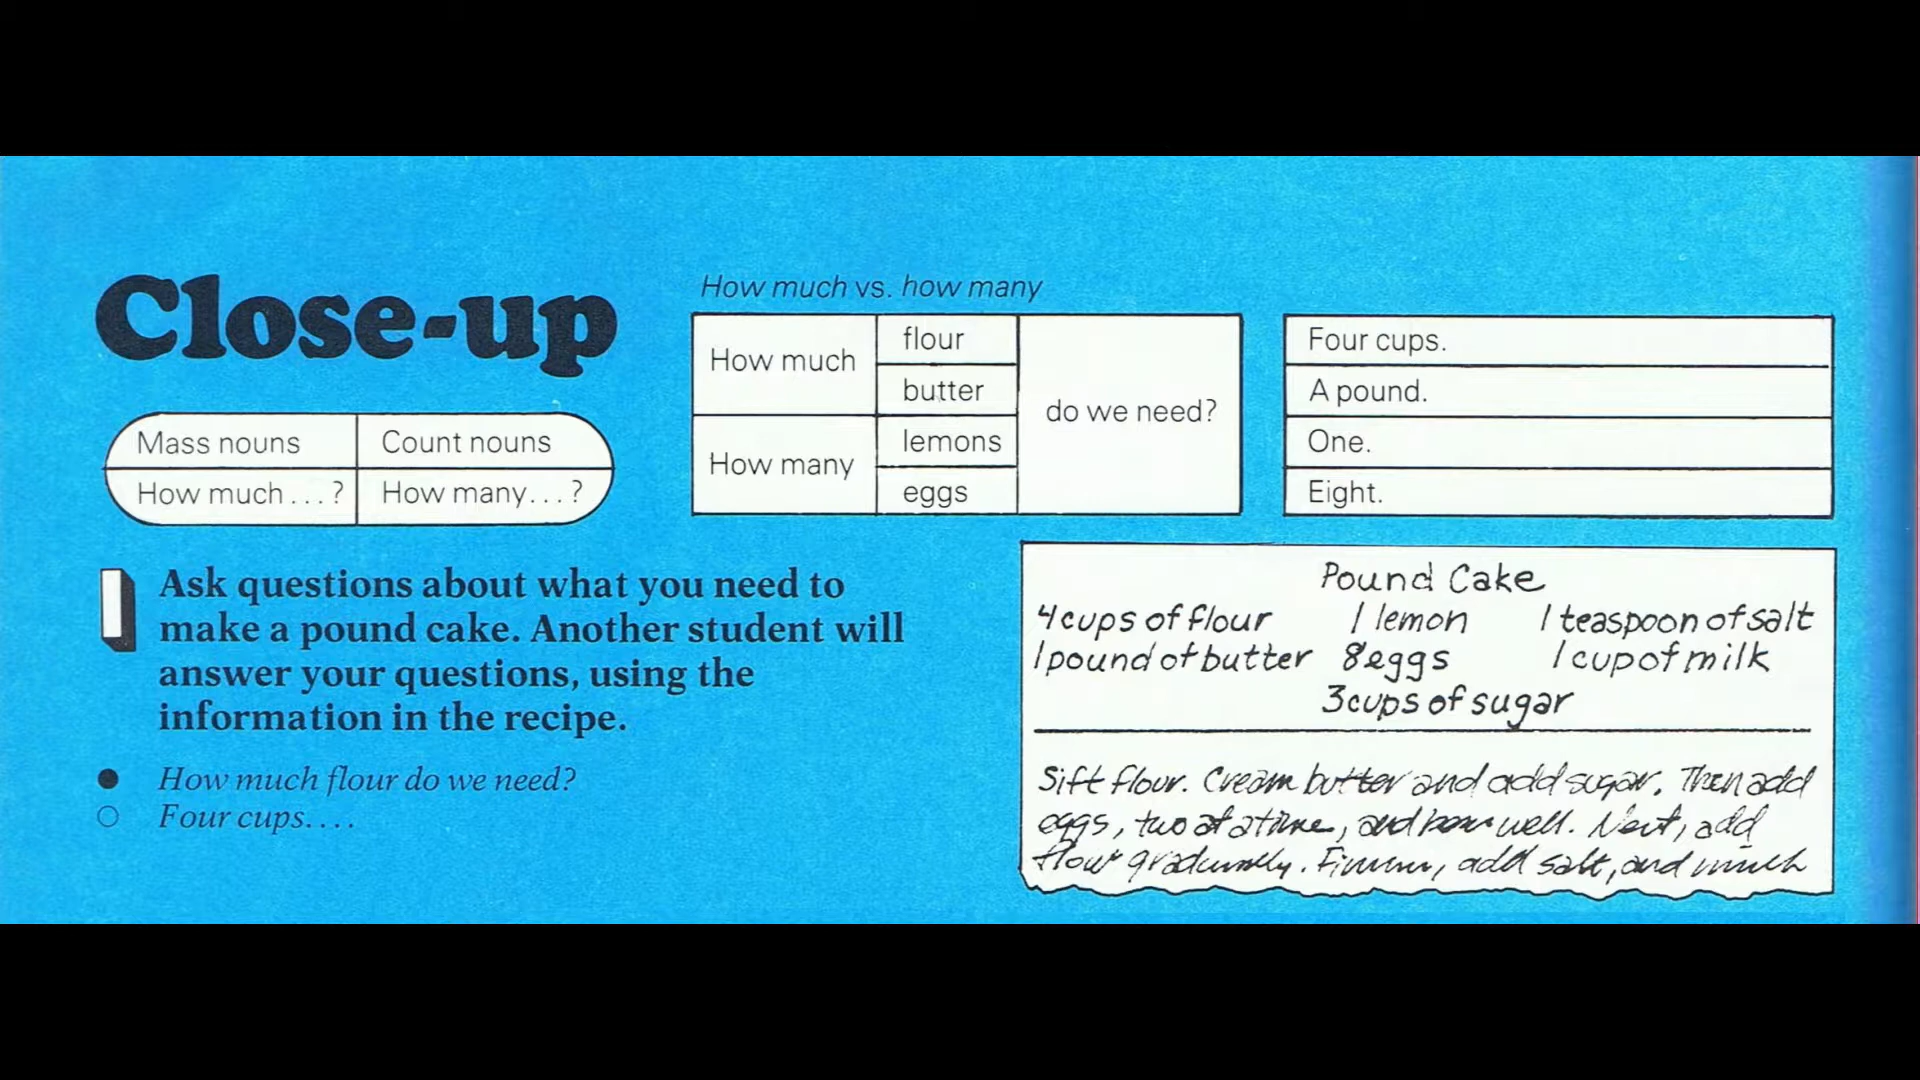 Close-up
Mass nouns Count nouns
How much...? How many...?
How much vs. how many
How much flour do we need? Four cups.
butter A pound.
How many lemons One.
eggs Eight.
Ask questions about what you need to
make a pound cake. Another student will
answer your questions, using the
information in the recipe.
How much flour do we need?
Four cups....
Pound Cake
4 cups of flour 1 lemon 1 teaspoon of salt
1 pound of butter 8 eggs 1 cup of milk
3 cups of sugar
Sift flour. Cream butter and add sugar. Then add
eggs, two at a time, and well. Next, add
flour gradually. add salt, and